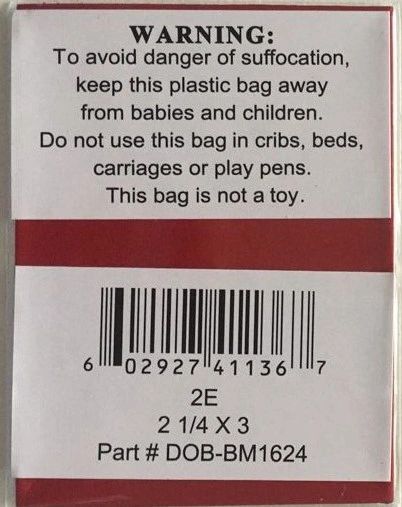 WARNING:
To avoid danger of suffocation,
keep this plastic bag away
from babies and children.
Do not use this bag in cribs, beds,
carriages or play pens.
This bag is not a toy.
6 02927 41136 7
2E
2 1/4 X 3
Part # DOB-BM1624